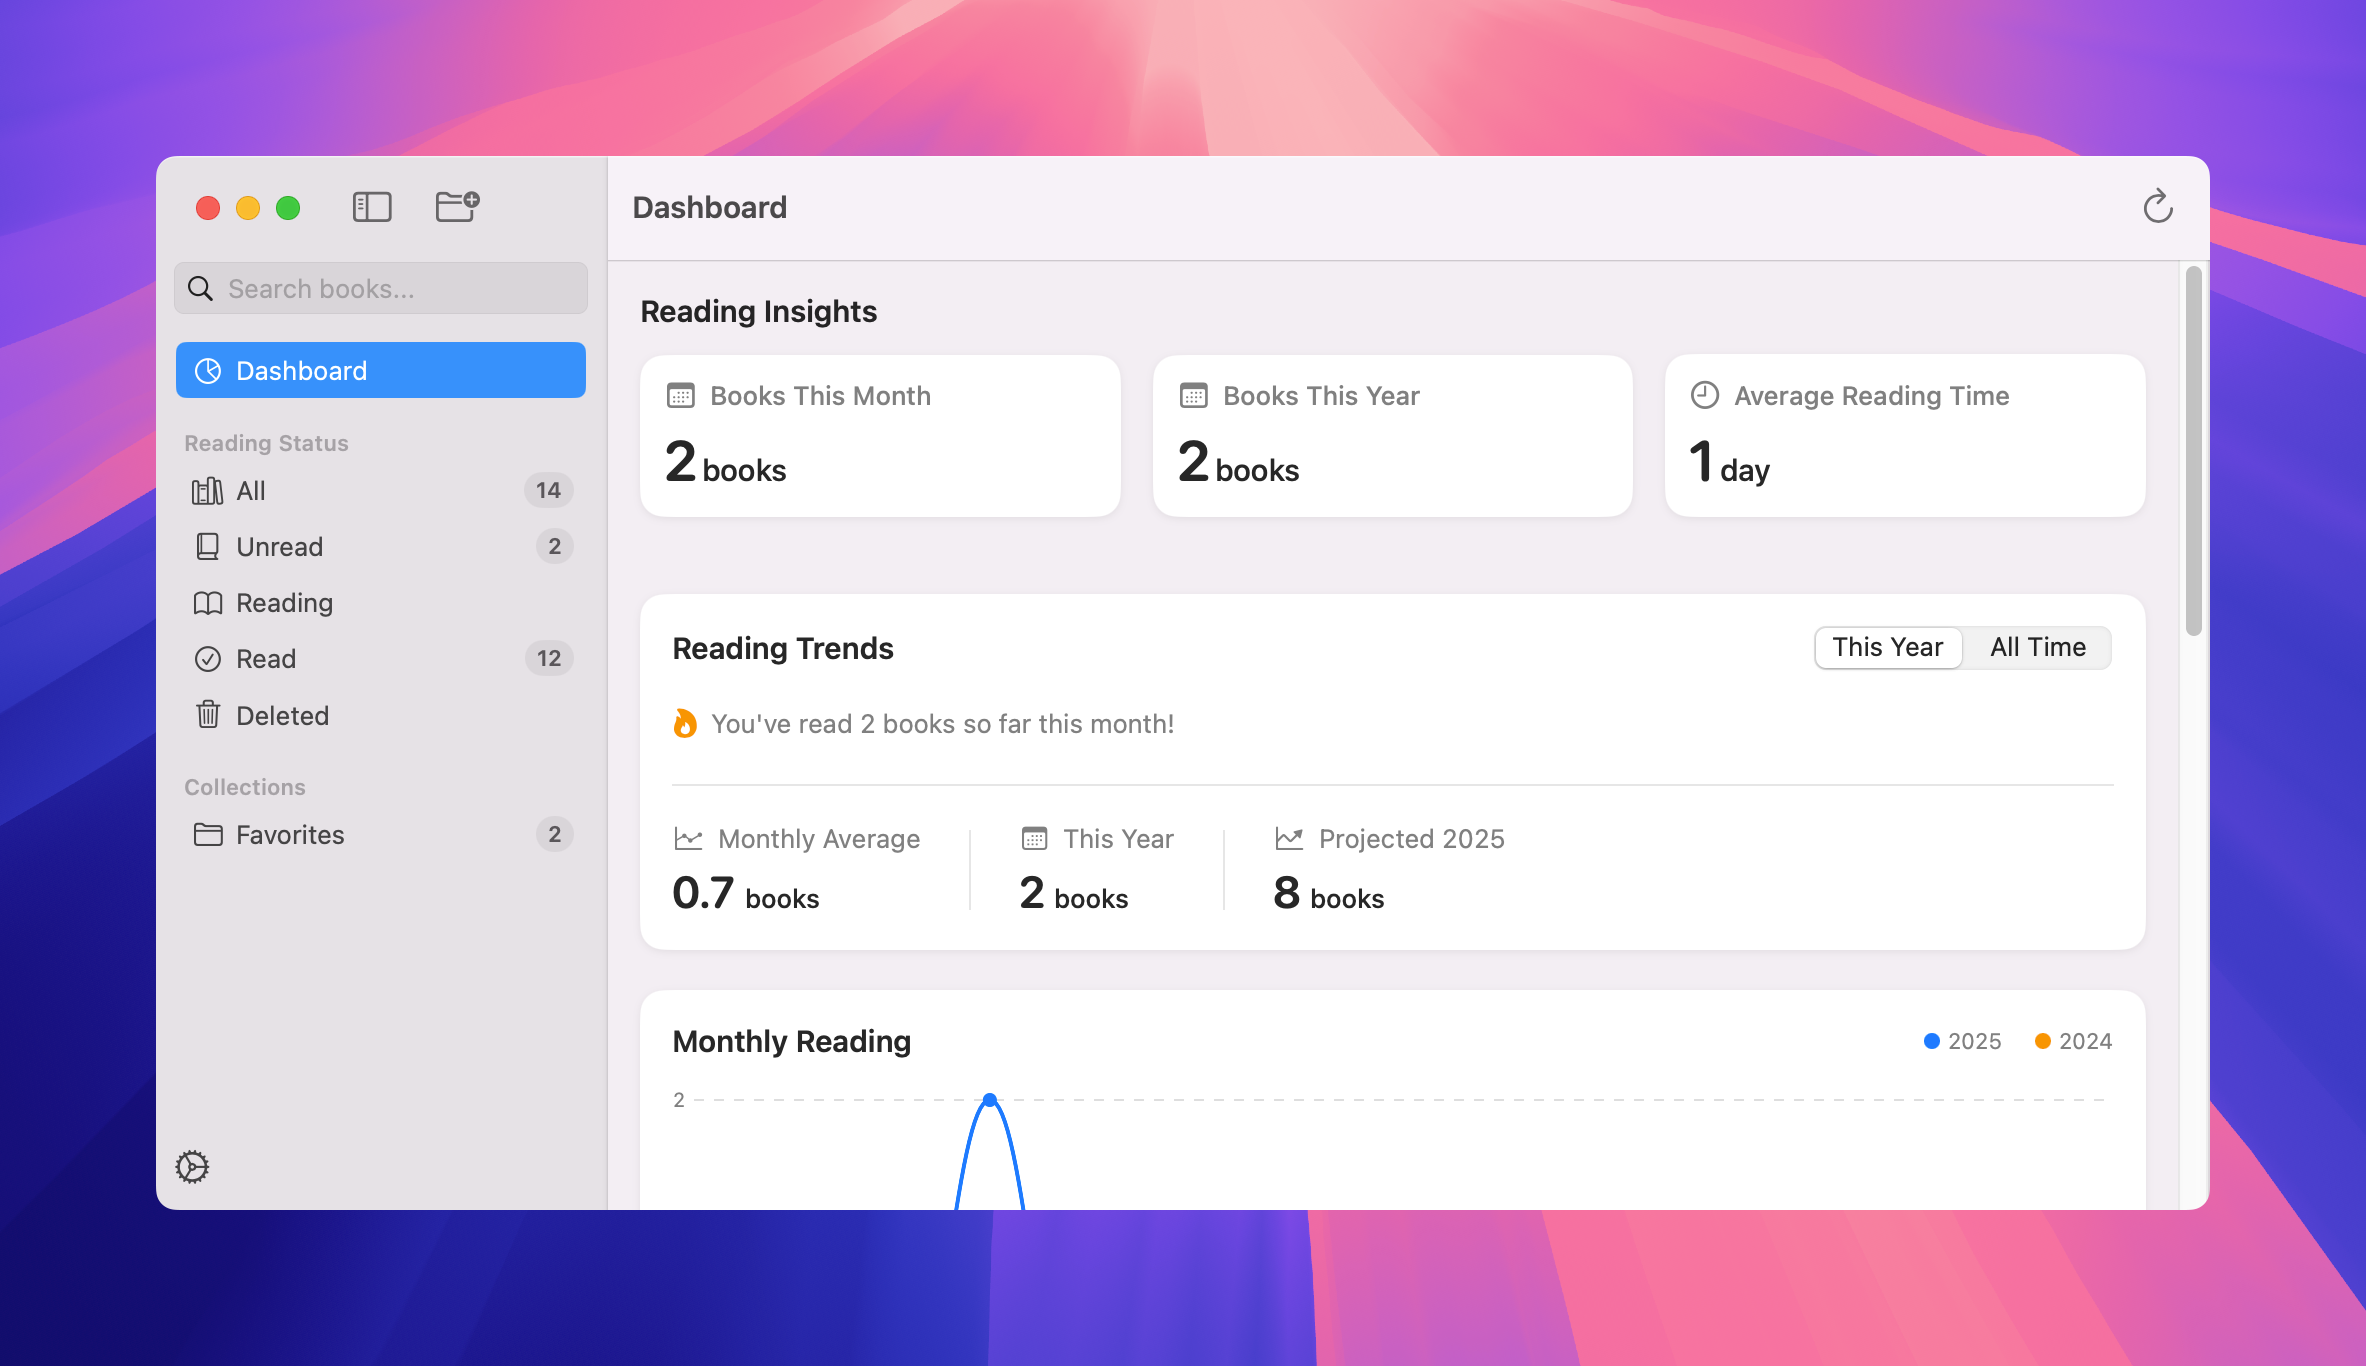 Dashboard
Search books...
Dashboard
Reading Status
All 14
Unread 2
Reading
Read 12
Deleted
Collections
Favorites 2
Reading Insights
Books This Month
2 books
Books This Year
2 books
Average Reading Time
1 day
Reading Trends
This Year All Time
You've read 2 books so far this month!
Monthly Average
0.7 books
This Year
2 books
Projected 2025
8 books
Monthly Reading
2025 2024
2